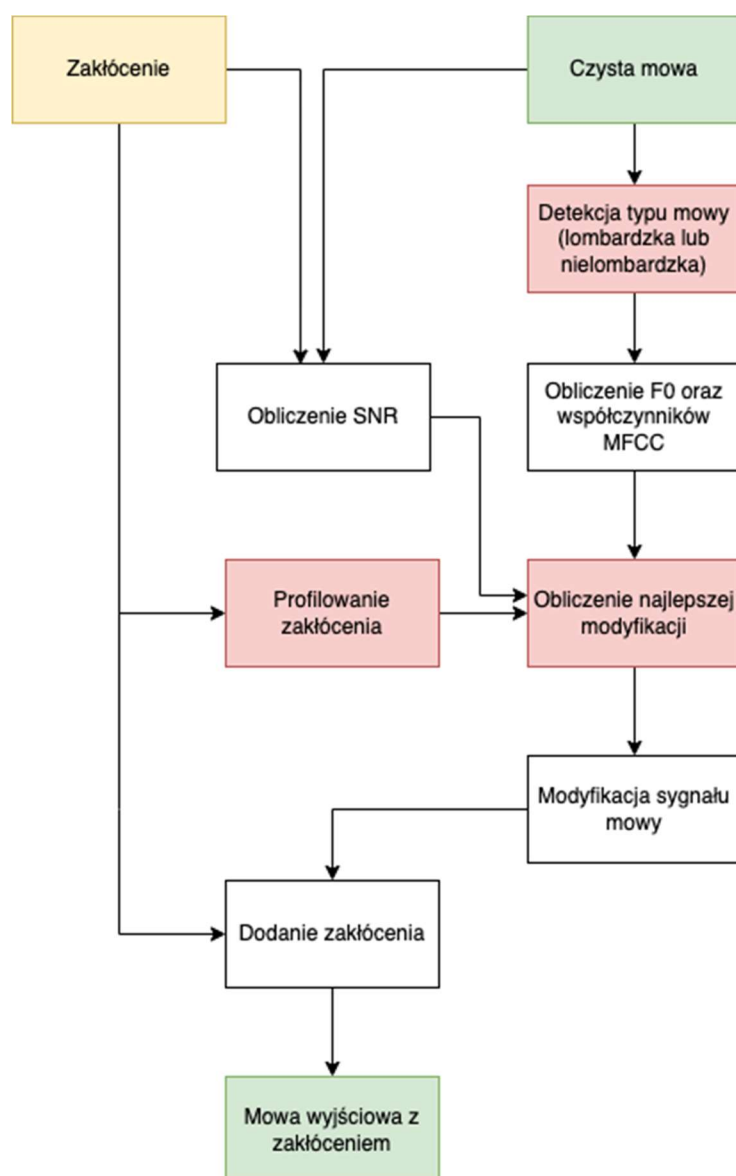 Zakłócenie
Czysta mowa
Detekcja typu mowy
(lombardzka lub
nielombardzka)
Obliczenie SNR
Obliczenie F0 oraz
współczynników
MFCC
Profilowanie
zakłócenia
Obliczenie najlepszej
modyfikacji
Modyfikacja sygnału
mowy
Dodanie zakłócenia
Mowa wyjściowa z
zakłóceniem